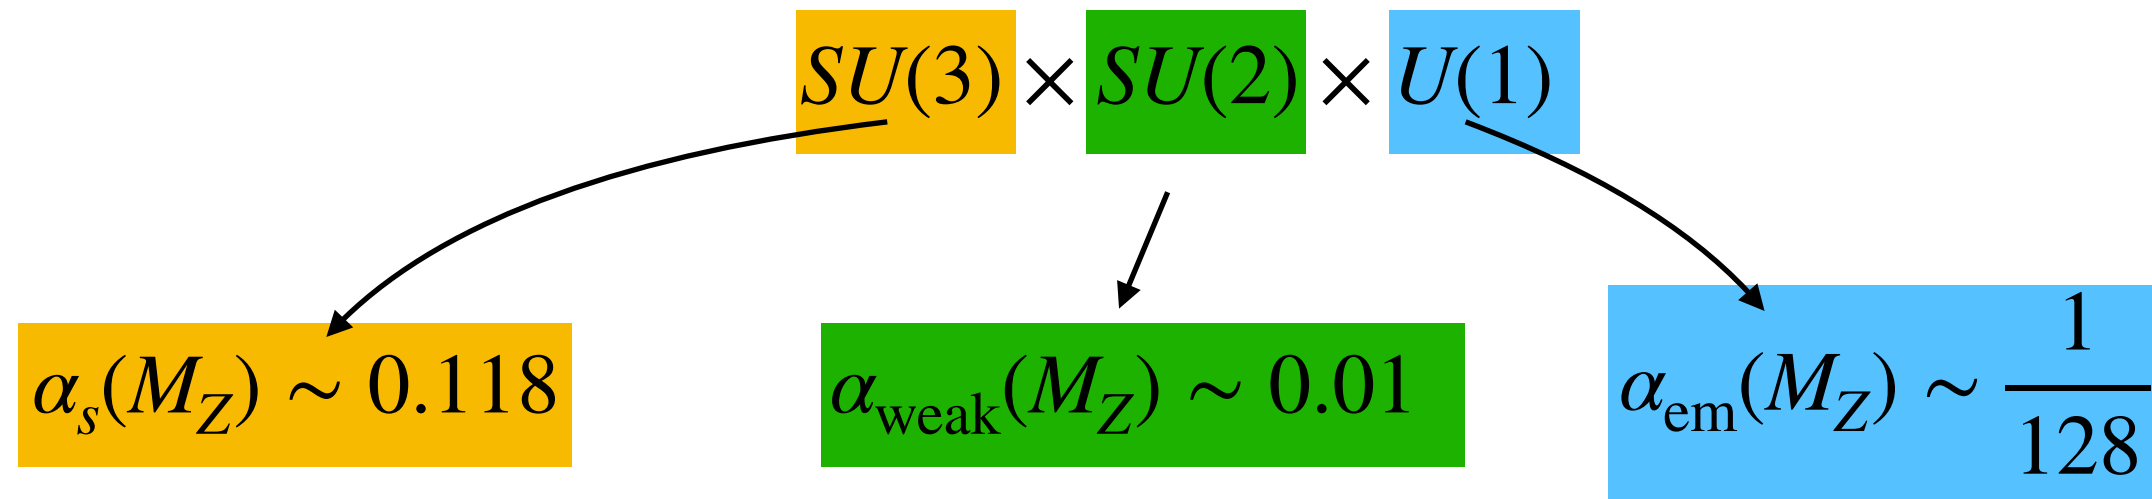 SU(3) × SU(2) × U(1)
α_s(M_Z) ∼ 0.118
α_weak(M_Z) ∼ 0.01
α_em(M_Z) ∼ 1/128